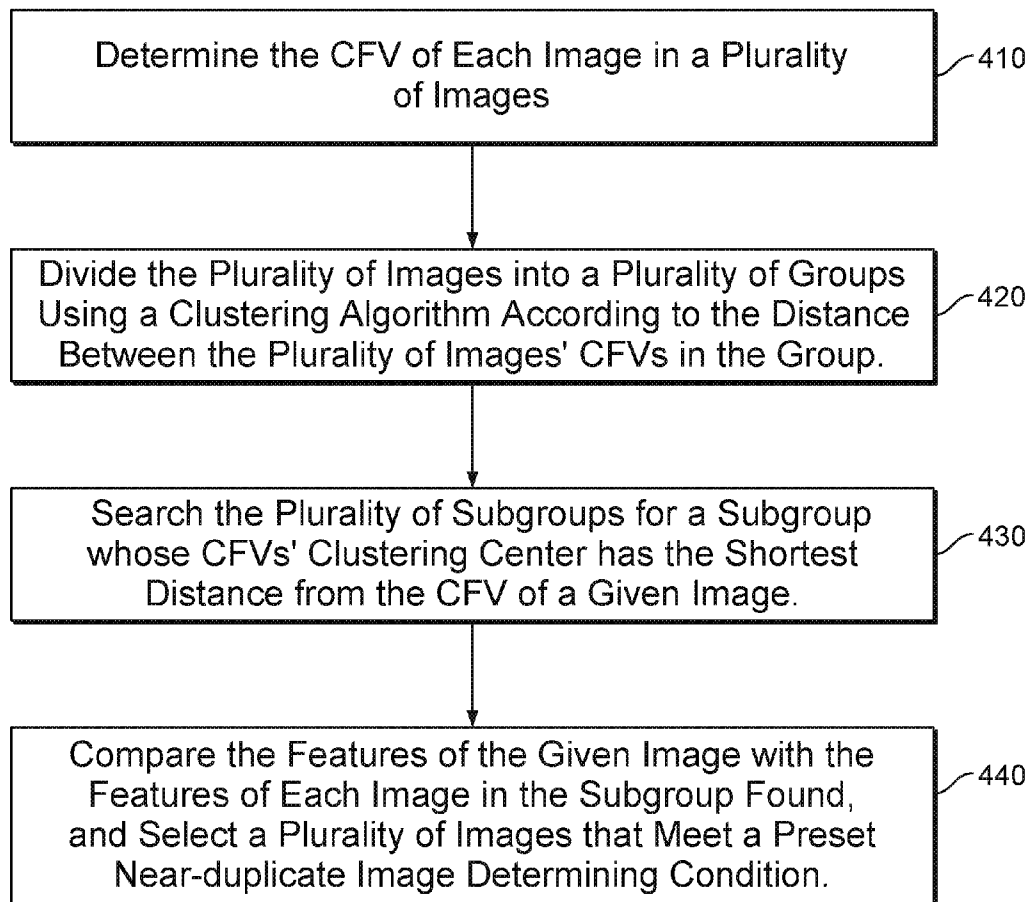 Determine the CFV of Each Image in a Plurality
of Images
410
Divide the Plurality of Images into a Plurality of Groups
Using a Clustering Algorithm According to the Distance
Between the Plurality of Images' CFVs in the Group.
420
Search the Plurality of Subgroups for a Subgroup
whose CFVs' Clustering Center has the Shortest
Distance from the CFV of a Given Image.
430
Compare the Features of the Given Image with the
Features of Each Image in the Subgroup Found,
and Select a Plurality of Images that Meet a Preset
Near-duplicate Image Determining Condition.
440